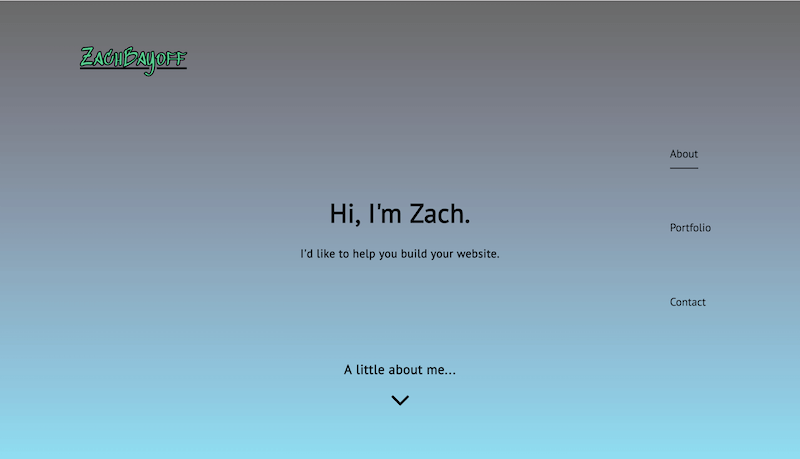 ZachBayoff
About
Hi, I'm Zach.
Portfolio
I'd like to help you build your website.
Contact
A little about me...